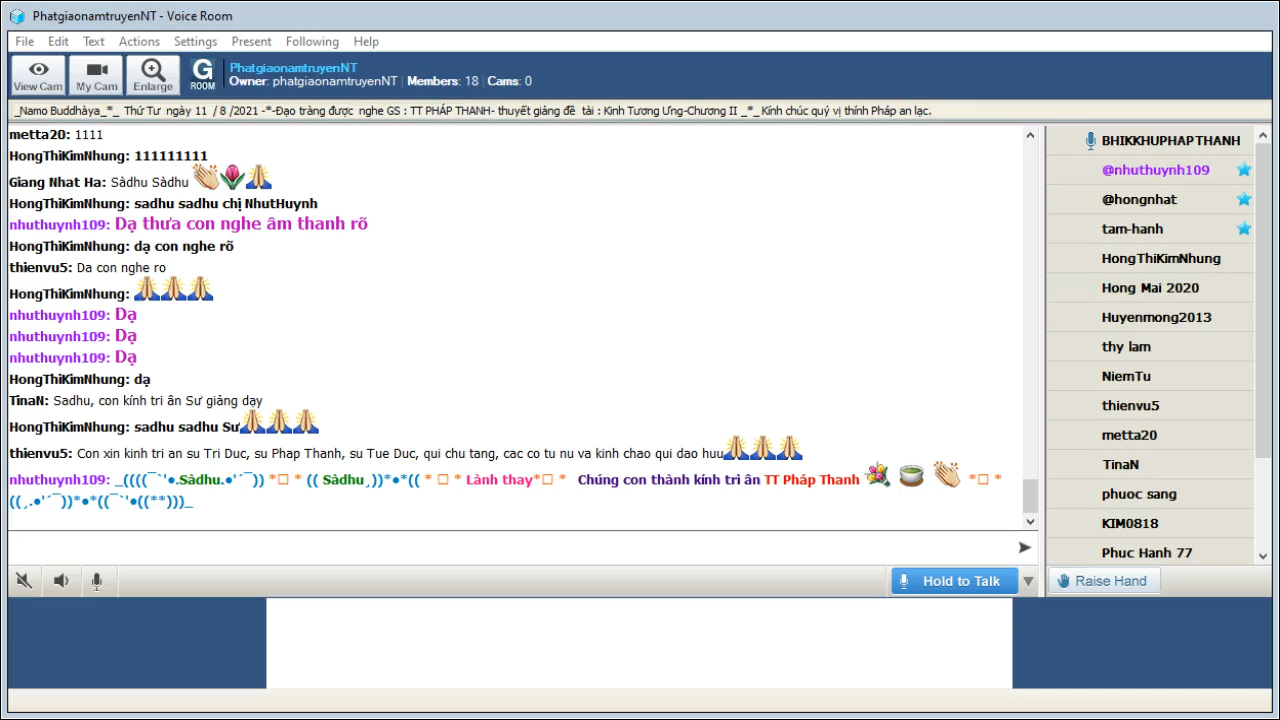 PhatgiaonamtruyenNT - Voice Room
File Edit Text Actions Settings Present Following Help
View Cam My Cam Enlarge G ROOM
PhatgiaonamtruyenNT
Owner: phatgiaonamtruyenNT | Members: 18 | Cams: 0
_Namo Buddhàya_*_ Thứ Tư ngày 11 / 8 /2021 -*-Đạo tràng được nghe GS : TT PHÁP THANH- thuyết giảng đề tài : Kinh Tương Ưng-Chương II _*_ Kính chúc quý vị thính Pháp an lạc.
metta20: 1111
HongThiKimNhung: 111111111
Giang Nhat Ha: Sàdhu Sàdhu 👏🌷🙏
HongThiKimNhung: sadhu sadhu chị NhutHuynh
nhuthuynh109: Dạ thưa con nghe âm thanh rõ
HongThiKimNhung: dạ con nghe rõ
thienvu5: Da con nghe ro
HongThiKimNhung: 🙏🙏🙏
nhuthuynh109: Dạ
nhuthuynh109: Dạ
nhuthuynh109: Dạ
HongThiKimNhung: dạ
TinaN: Sadhu, con kính tri ân Sư giảng dạy
HongThiKimNhung: sadhu sadhu Sư🙏🙏🙏
thienvu5: Con xin kinh tri an su Tri Duc, su Phap Thanh, su Tue Duc, qui chu tang, cac co tu nu va kinh chao qui dao huu🙏🙏🙏
nhuthuynh109: _((((¯`'●.Sàdhu.●'´¯)) *□ * (( Sàdhu¸))*●*(( * □ * Lành thay*□ * Chúng con thành kính tri ân TT Pháp Thanh 💐 🍵 👏 *□ *
((¸.●'´¯))*●*((¯`'●((**)))_
Hold to Talk
BHIKKHUPHAPTHANH
@nhuthuynh109
@hongnhat
tam-hanh
HongThiKimNhung
Hong Mai 2020
Huyenmong2013
thy lam
NiemTu
thienvu5
metta20
TinaN
phuoc sang
KIM0818
Phuc Hanh 77
Raise Hand